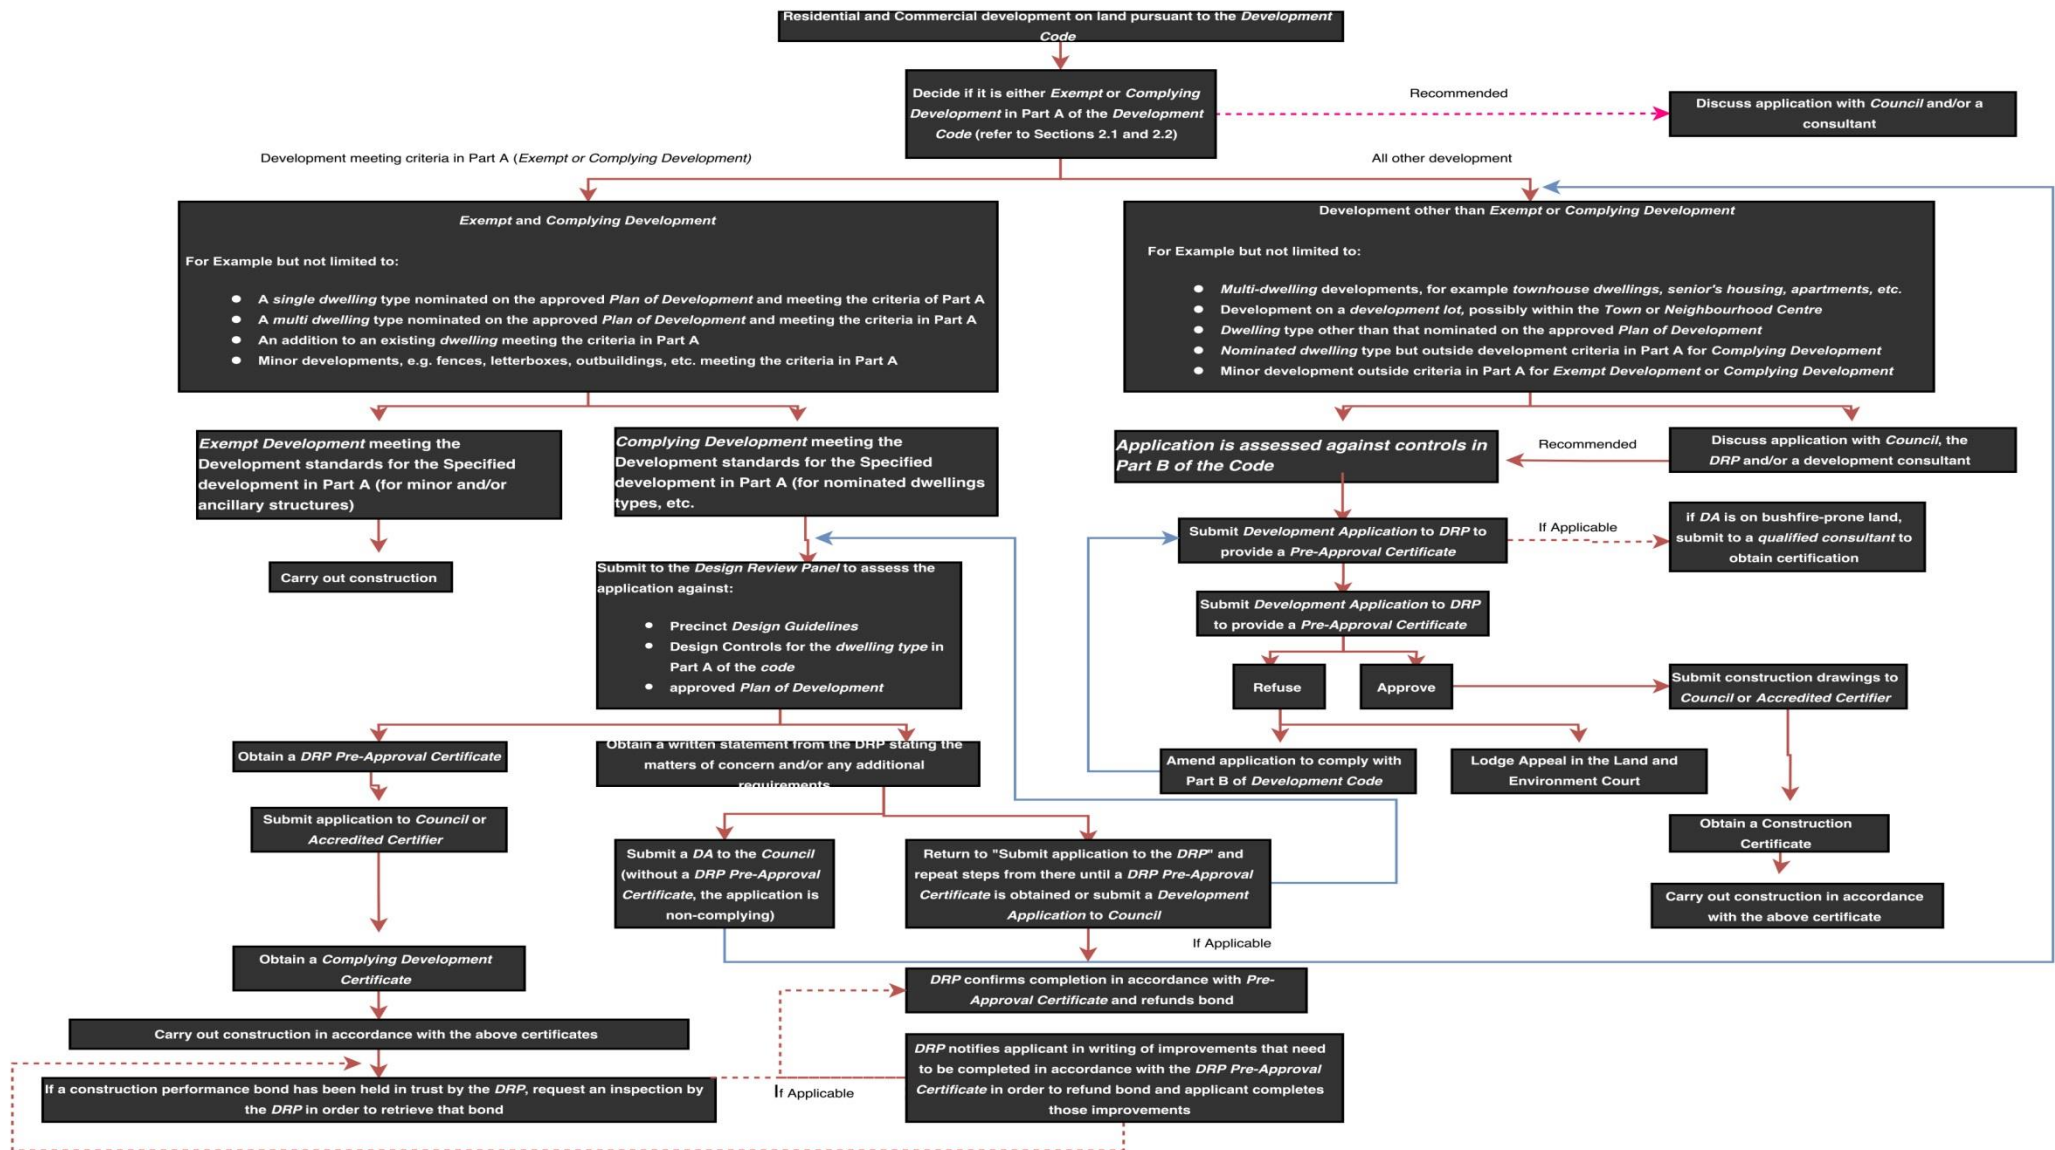 Residential and Commercial development on land pursuant to the Development
Code
Decide if it is either Exempt or Complying
Development in Part A of the Development
Code (refer to Sections 2.1 and 2.2)
Recommended
Discuss application with Council and/or a
consultant
Development meeting criteria in Part A (Exempt or Complying Development)
All other development
Exempt and Complying Development
For Example but not limited to:
● A single dwelling type nominated on the approved Plan of Development and meeting the criteria of Part A
● A multi dwelling type nominated on the approved Plan of Development and meeting the criteria in Part A
● An addition to an existing dwelling meeting the criteria in Part A
● Minor developments, e.g. fences, letterboxes, outbuildings, etc. meeting the criteria in Part A
Development other than Exempt or Complying Development
For Example but not limited to:
● Multi-dwelling developments, for example townhouse dwellings, senior's housing, apartments, etc.
● Development on a development lot, possibly within the Town or Neighbourhood Centre
● Dwelling type other than that nominated on the approved Plan of Development
● Nominated dwelling type but outside development criteria in Part A for Complying Development
● Minor development outside criteria in Part A for Exempt Development or Complying Development
Exempt Development meeting the
Development standards for the Specified
development in Part A (for minor and/or
ancillary structures)
Complying Development meeting the
Development standards for the Specified
development in Part A (for nominated dwellings
types, etc.
Application is assessed against controls in
Part B of the Code
Recommended
Discuss application with Council, the
DRP and/or a development consultant
Carry out construction
Submit to the Design Review Panel to assess the
application against:
● Precinct Design Guidelines
● Design Controls for the dwelling type in
Part A of the code
● approved Plan of Development
Submit Development Application to DRP to
provide a Pre-Approval Certificate
If Applicable
if DA is on bushfire-prone land,
submit to a qualified consultant to
obtain certification
Submit Development Application to DRP
to provide a Pre-Approval Certificate
Refuse
Approve
Submit construction drawings to
Council or Accredited Certifier
Obtain a DRP Pre-Approval Certificate
Obtain a written statement from the DRP stating the
matters of concern and/or any additional
requirements
Amend application to comply with
Part B of Development Code
Lodge Appeal in the Land and
Environment Court
Submit application to Council or
Accredited Certifier
Submit a DA to the Council
(without a DRP Pre-Approval
Certificate, the application is
non-complying)
Return to "Submit application to the DRP" and
repeat steps from there until a DRP Pre-Approval
Certificate is obtained or submit a Development
Application to Council
Obtain a Construction
Certificate
Carry out construction in accordance
with the above certificate
If Applicable
Obtain a Complying Development
Certificate
DRP confirms completion in accordance with Pre-
Approval Certificate and refunds bond
Carry out construction in accordance with the above certificates
If a construction performance bond has been held in trust by the DRP, request an inspection by
the DRP in order to retrieve that bond
If Applicable
DRP notifies applicant in writing of improvements that need
to be completed in accordance with the DRP Pre-Approval
Certificate in order to refund bond and applicant completes
those improvements